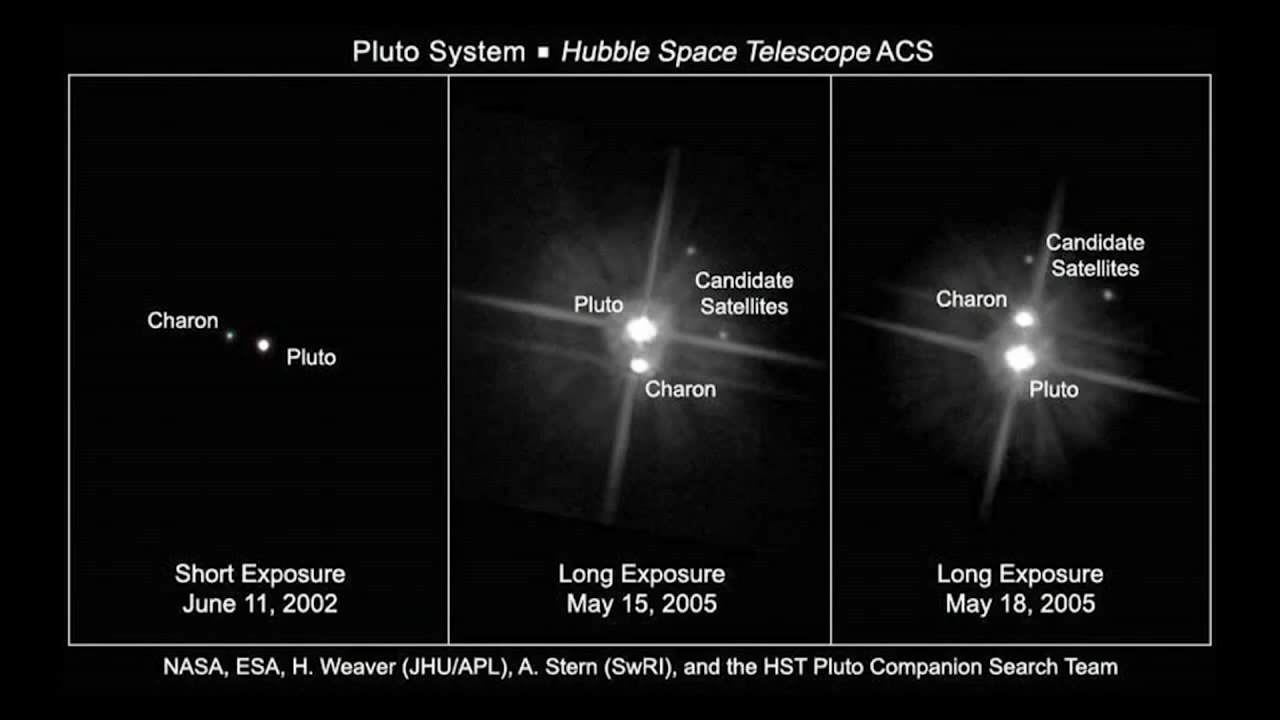 Pluto System ▪ Hubble Space Telescope ACS
Charon
Pluto
Short Exposure
June 11, 2002
Pluto
Candidate
Satellites
Charon
Long Exposure
May 15, 2005
Candidate
Satellites
Charon
Pluto
Long Exposure
May 18, 2005
NASA, ESA, H. Weaver (JHU/APL), A. Stern (SwRI), and the HST Pluto Companion Search Team